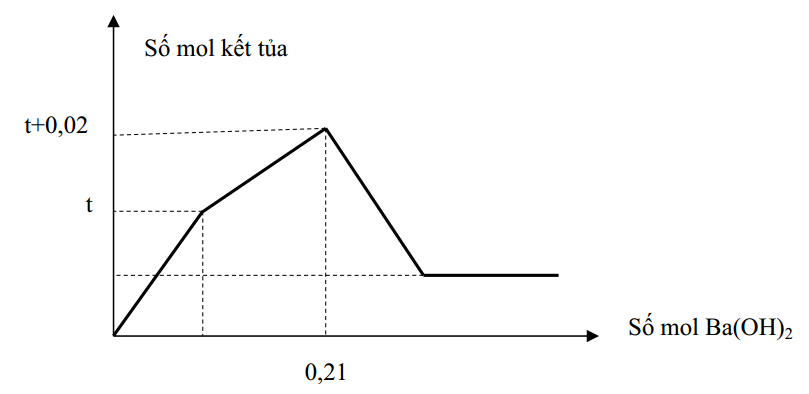 Số mol kết tủa
t+0,02
t
Số mol Ba(OH)₂
0,21